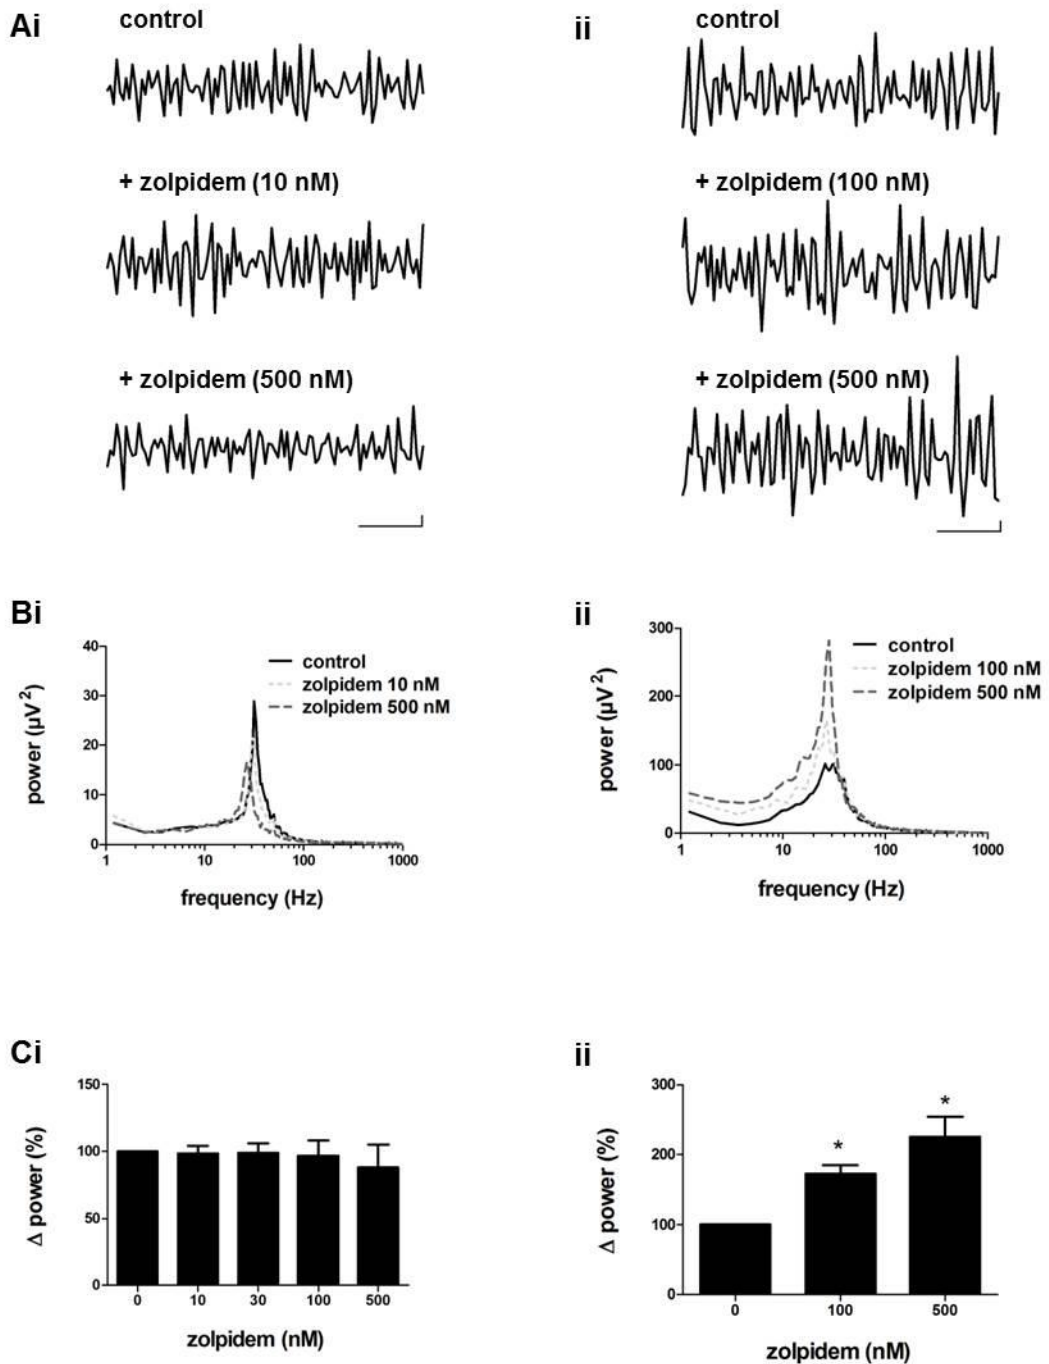 Ai
control
+ zolpidem (10 nM)
+ zolpidem (500 nM)
ii
control
+ zolpidem (100 nM)
+ zolpidem (500 nM)
Bi
40
30
20
10
0
power (µV²)
1
10
100
1000
frequency (Hz)
control
zolpidem 10 nM
zolpidem 500 nM
ii
300
200
100
0
power (µV²)
1
10
100
1000
frequency (Hz)
control
zolpidem 100 nM
zolpidem 500 nM
Ci
150
100
50
0
Δ power (%)
0
10
30
100
500
zolpidem (nM)
ii
300
200
100
0
Δ power (%)
*
*
0
100
500
zolpidem (nM)